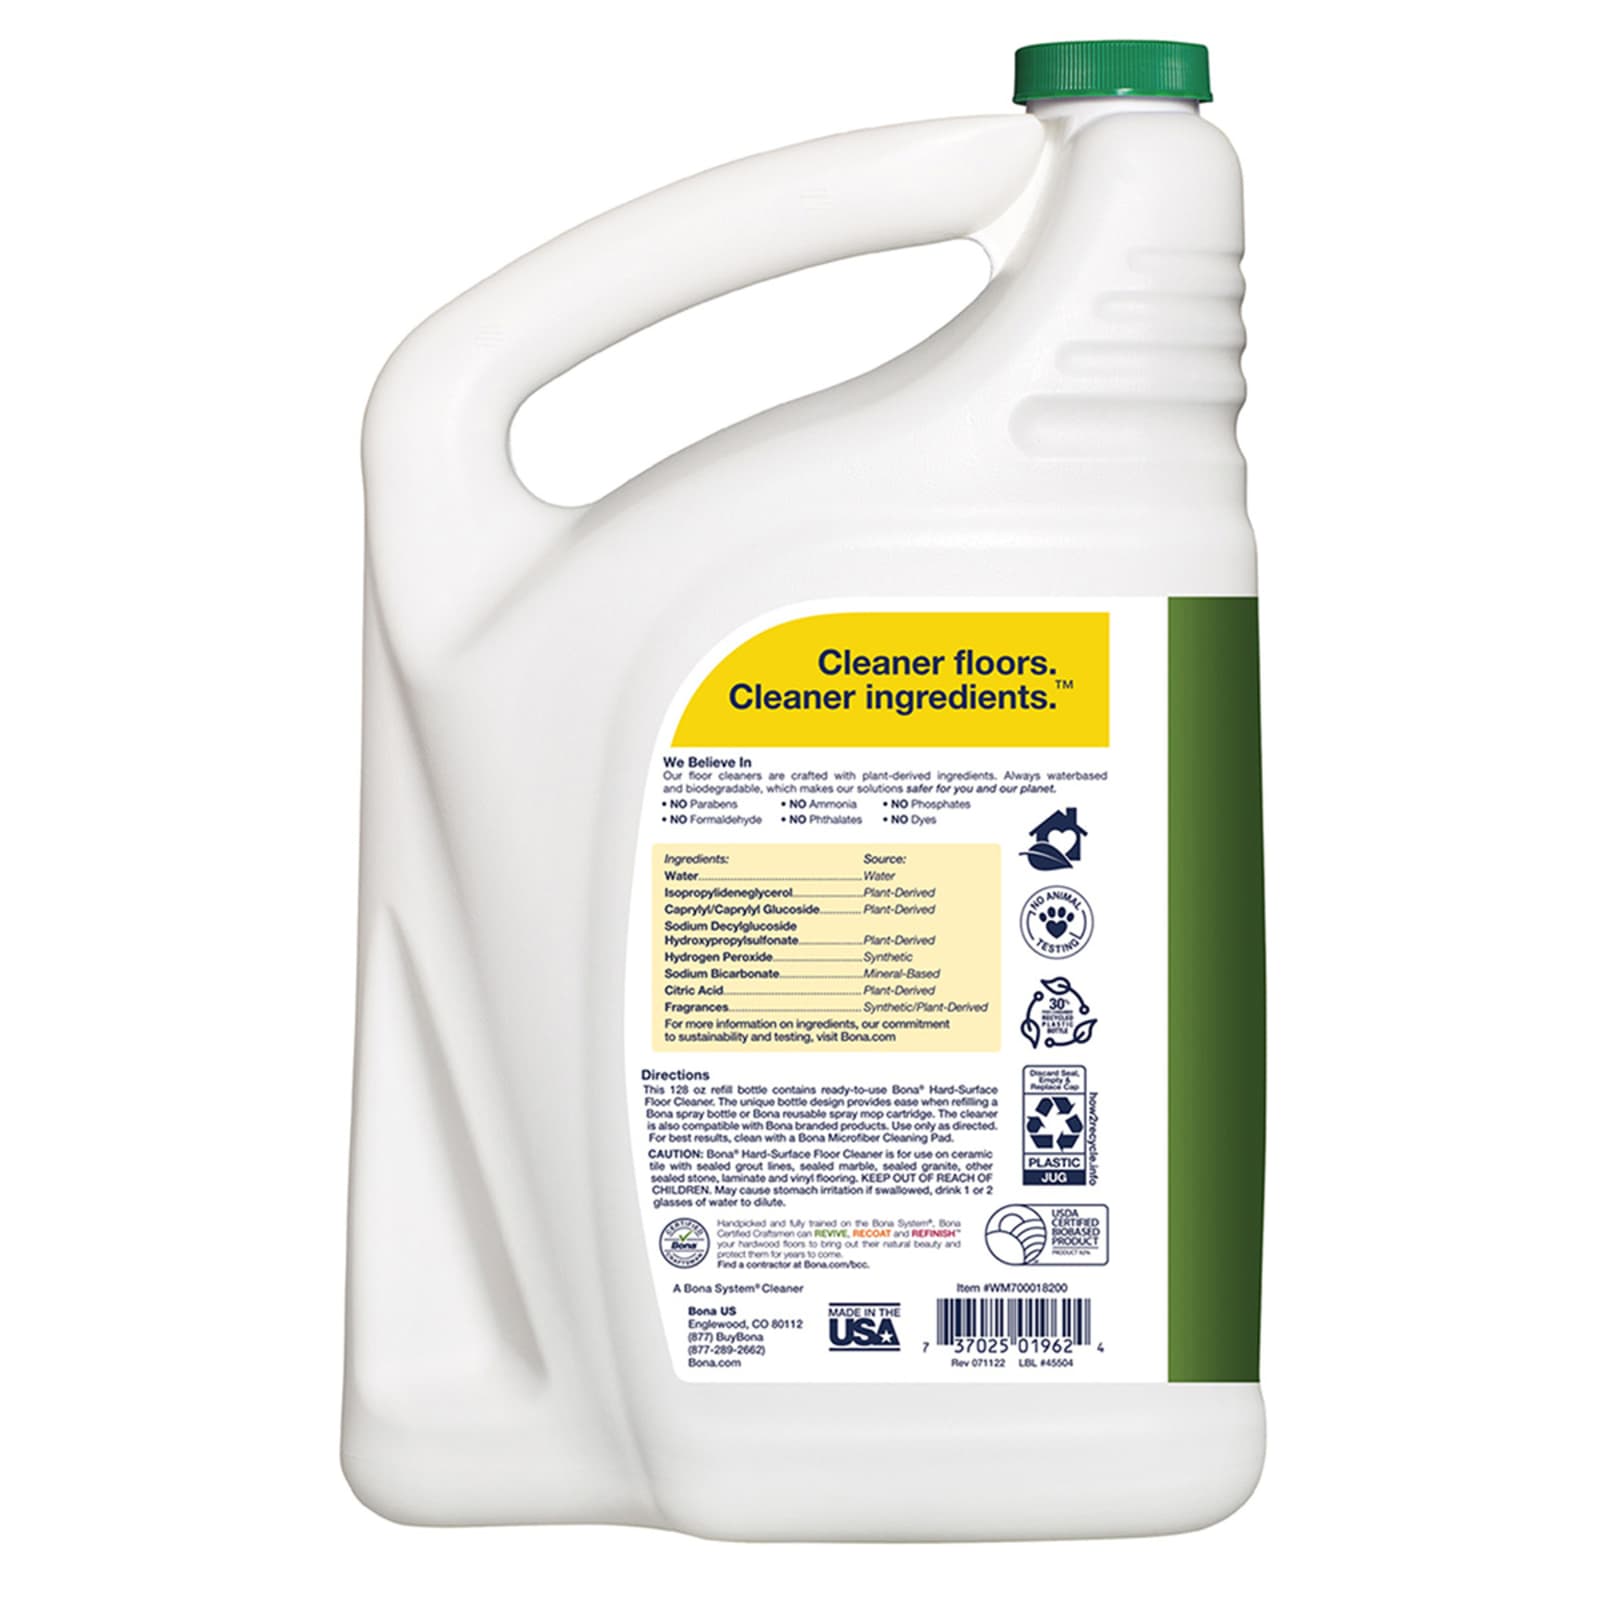 Cleaner floors.
Cleaner ingredients.™
We Believe In
Our floor cleaners are crafted with plant-derived ingredients. Always waterbased
and biodegradable, which makes our solutions safer for you and our planet.
• NO Parabens • NO Ammonia • NO Phosphates
• NO Formaldehyde • NO Phthalates • NO Dyes
Ingredients: Source:
Water Water
Isopropylideneglycerol Plant-Derived
Caprylyl/Caprylyl Glucoside Plant-Derived
Sodium Decylglucoside
Hydroxypropylsulfonate Plant-Derived
Hydrogen Peroxide Synthetic
Sodium Bicarbonate Mineral-Based
Citric Acid Plant-Derived
Fragrances Synthetic/Plant-Derived
For more information on ingredients, our commitment
to sustainability and testing, visit Bona.com
NO ANIMAL
TESTING
30%
POST-CONSUMER
RECYCLED
PLASTIC
BOTTLE
Directions
This 128 oz refill bottle contains ready-to-use Bona® Hard-Surface
Floor Cleaner. The unique bottle design provides ease when refilling a
Bona spray bottle or Bona reusable spray mop cartridge. The cleaner
is also compatible with Bona branded products. Use only as directed.
For best results, clean with a Bona Microfiber Cleaning Pad.
CAUTION: Bona® Hard-Surface Floor Cleaner is for use on ceramic
tile with sealed grout lines, sealed marble, sealed granite, other
sealed stone, laminate and vinyl flooring. KEEP OUT OF REACH OF
CHILDREN. May cause stomach irritation if swallowed, drink 1 or 2
glasses of water to dilute.
Discard Seal,
Empty &
Replace Cap
PLASTIC
JUG
how2recycle.info
CERTIFIED
Bona
CRAFTSMAN
Handpicked and fully trained on the Bona System®, Bona
Certified Craftsmen can REVIVE, RECOAT and REFINISH™
your hardwood floors to bring out their natural beauty and
protect them for years to come.
Find a contractor at Bona.com/bcc.
USDA
CERTIFIED
BIOBASED
PRODUCT
PRODUCT 92%
A Bona System® Cleaner
Bona US
Englewood, CO 80112
(877) BuyBona
(877-289-2662)
Bona.com
MADE IN THE
USA
Item #WM700018200
7 37025 01962 4
Rev 071122 LBL #45504